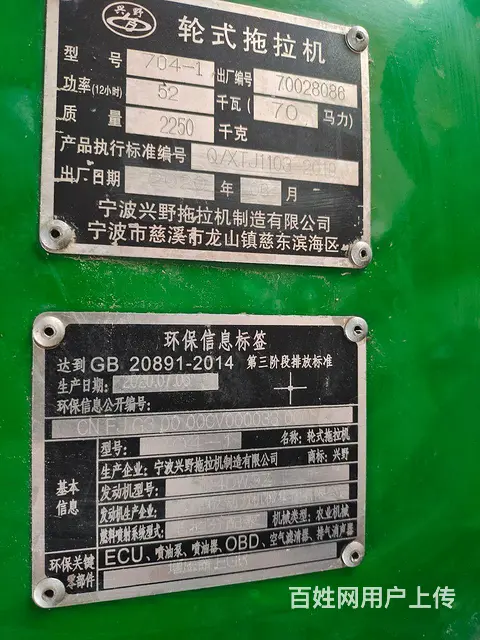 兴野
轮式拖拉机
型号 704-1 出厂编号 70028086
功率(12小时) 52 千瓦( 70 马力)
质量 2250 千克
产品执行标准编号 Q/XTJ1103-2019
出厂日期 年 月
宁波兴野拖拉机制造有限公司
宁波市慈溪市龙山镇慈东滨海区
环保信息标签
达到GB 20891-2014 第三阶段排放标准
生产日期: 2020.07.06
环保信息公开编号:
CN FJ G3 00
型号: 名称: 轮式拖拉机
生产企业: 宁波兴野拖拉机制造有限公司 商标: 兴野
基本信息
发动机型号:
发动机生产企业:
燃料喷射系统型式: 机械类型: 农业机械
环保关键零部件
ECU、喷油泵、喷油器、OBD、空气滤清器、排气消声器
百姓网用户上传